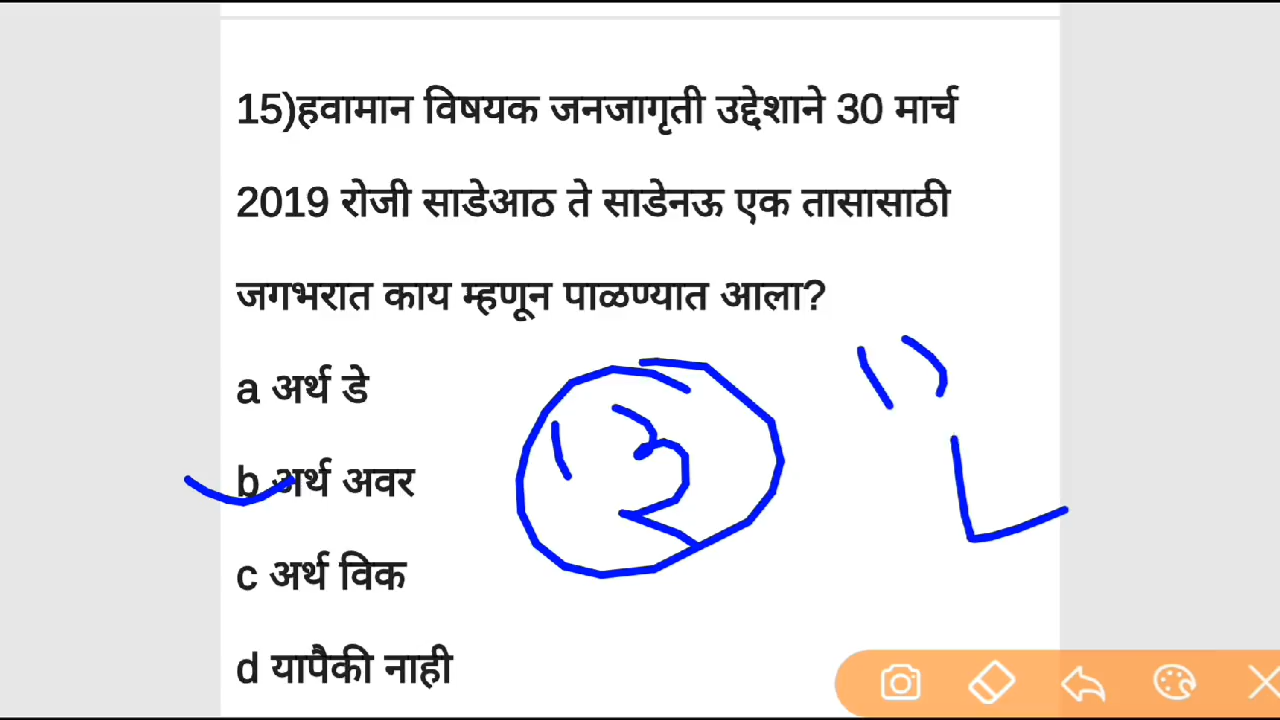 15)हवामान विषयक जनजागृती उद्देशाने 30 मार्च
2019 रोजी साडेआठ ते साडेनऊ एक तासासाठी
जगभरात काय म्हणून पाळण्यात आला?
a अर्थ डे
b अर्थ अवर
c अर्थ विक
d यापैकी नाही